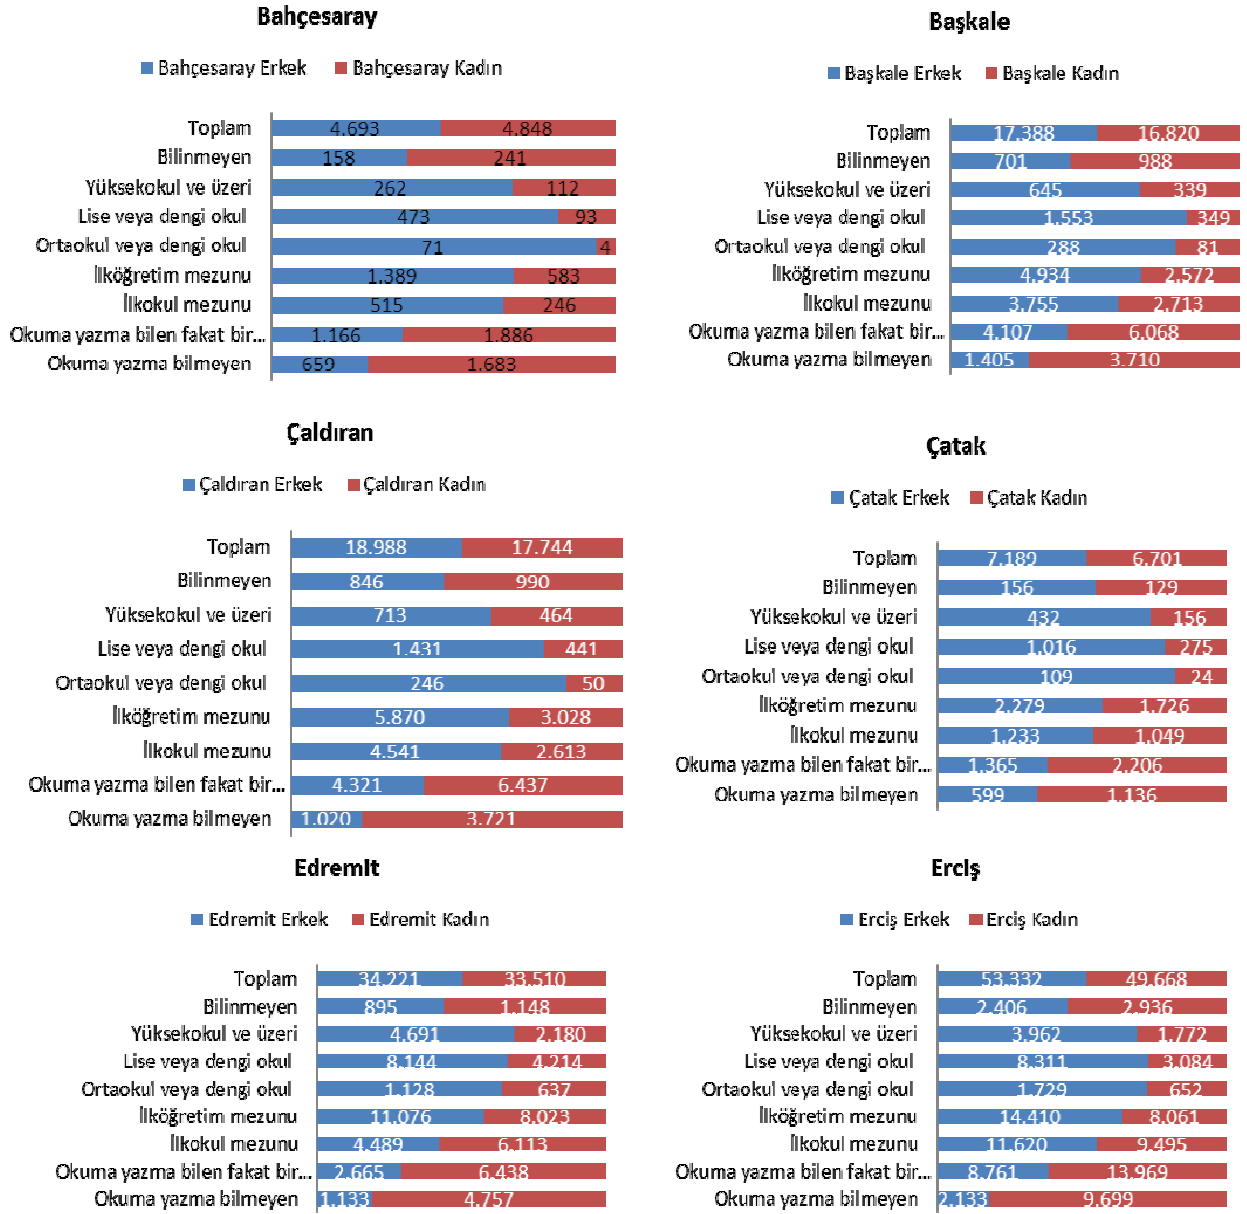 Bahçesaray
Bahçesaray Erkek Bahçesaray Kadın
Toplam 4.693 4.848
Bilinmeyen 158 241
Yüksekokul ve üzeri 262 112
Lise veya dengi okul 473 93
Ortaokul veya dengi okul 71 4
İlköğretim mezunu 1.389 583
İlkokul mezunu 515 246
Okuma yazma bilen fakat bir... 1.166 1.886
Okuma yazma bilmeyen 659 1.683
Başkale
Başkale Erkek Başkale Kadın
Toplam 17.388 16.820
Bilinmeyen 701 988
Yüksekokul ve üzeri 645 339
Lise veya dengi okul 1.553 349
Ortaokul veya dengi okul 288 81
İlköğretim mezunu 4.934 2.572
İlkokul mezunu 3.755 2.713
Okuma yazma bilen fakat bir... 4.107 6.068
Okuma yazma bilmeyen 1.405 3.710
Çaldıran
Çaldıran Erkek Çaldıran Kadın
Toplam 18.988 17.744
Bilinmeyen 846 990
Yüksekokul ve üzeri 713 464
Lise veya dengi okul 1.431 441
Ortaokul veya dengi okul 246 50
İlköğretim mezunu 5.870 3.028
İlkokul mezunu 4.541 2.613
Okuma yazma bilen fakat bir... 4.321 6.437
Okuma yazma bilmeyen 1.020 3.721
Çatak
Çatak Erkek Çatak Kadın
Toplam 7.189 6.701
Bilinmeyen 156 129
Yüksekokul ve üzeri 432 156
Lise veya dengi okul 1.016 275
Ortaokul veya dengi okul 109 24
İlköğretim mezunu 2.279 1.726
İlkokul mezunu 1.233 1.049
Okuma yazma bilen fakat bir... 1.365 2.206
Okuma yazma bilmeyen 599 1.136
Edremit
Edremit Erkek Edremit Kadın
Toplam 34.221 33.510
Bilinmeyen 895 1.148
Yüksekokul ve üzeri 4.691 2.180
Lise veya dengi okul 8.144 4.214
Ortaokul veya dengi okul 1.128 637
İlköğretim mezunu 11.076 8.023
İlkokul mezunu 4.489 6.113
Okuma yazma bilen fakat bir... 2.665 6.438
Okuma yazma bilmeyen 1.133 4.757
Erciş
Erciş Erkek Erciş Kadın
Toplam 53.332 49.668
Bilinmeyen 2.406 2.936
Yüksekokul ve üzeri 3.962 1.772
Lise veya dengi okul 8.311 3.084
Ortaokul veya dengi okul 1.729 652
İlköğretim mezunu 14.410 8.061
İlkokul mezunu 11.620 9.495
Okuma yazma bilen fakat bir... 8.761 13.969
Okuma yazma bilmeyen 2.133 9.699